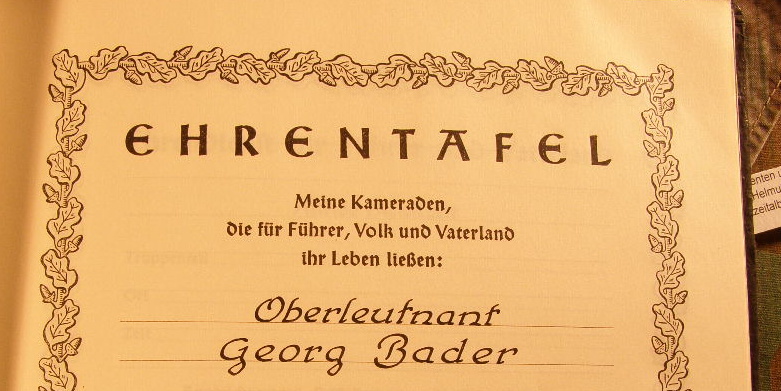 EHRENTAFEL
Meine Kameraden,
die für Führer, Volk und Vaterland
ihr Leben ließen:
Oberleutnant
Georg Bader